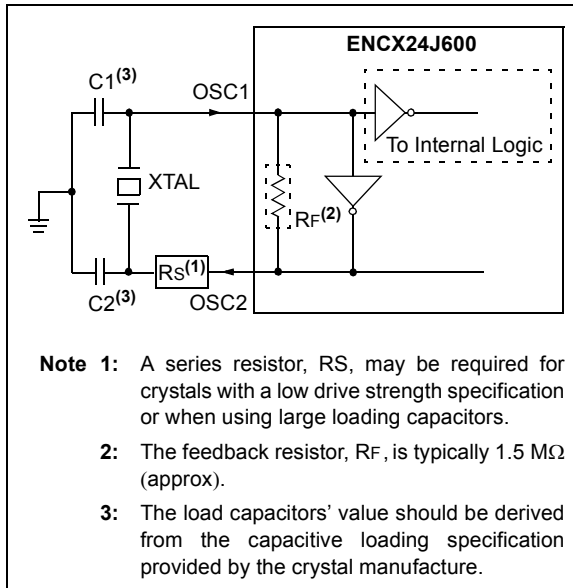 ENCX24J600
C1(3)
OSC1
To Internal Logic
XTAL
RF(2)
RS(1)
C2(3)
OSC2
Note 1: A series resistor, RS, may be required for
crystals with a low drive strength specification
or when using large loading capacitors.
2: The feedback resistor, RF, is typically 1.5 MΩ
(approx).
3: The load capacitors' value should be derived
from the capacitive loading specification
provided by the crystal manufacture.